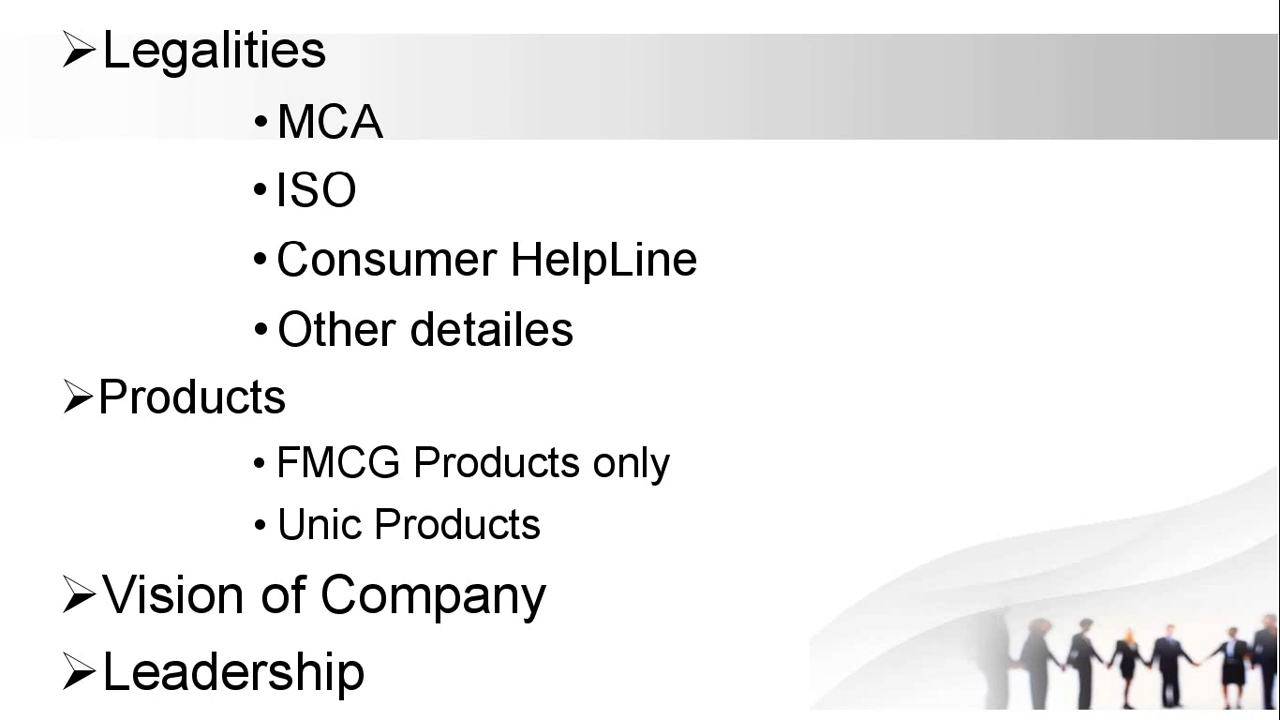 ➢Legalities
• MCA
• ISO
• Consumer HelpLine
• Other detailes
➢Products
• FMCG Products only
• Unic Products
➢Vision of Company
➢Leadership